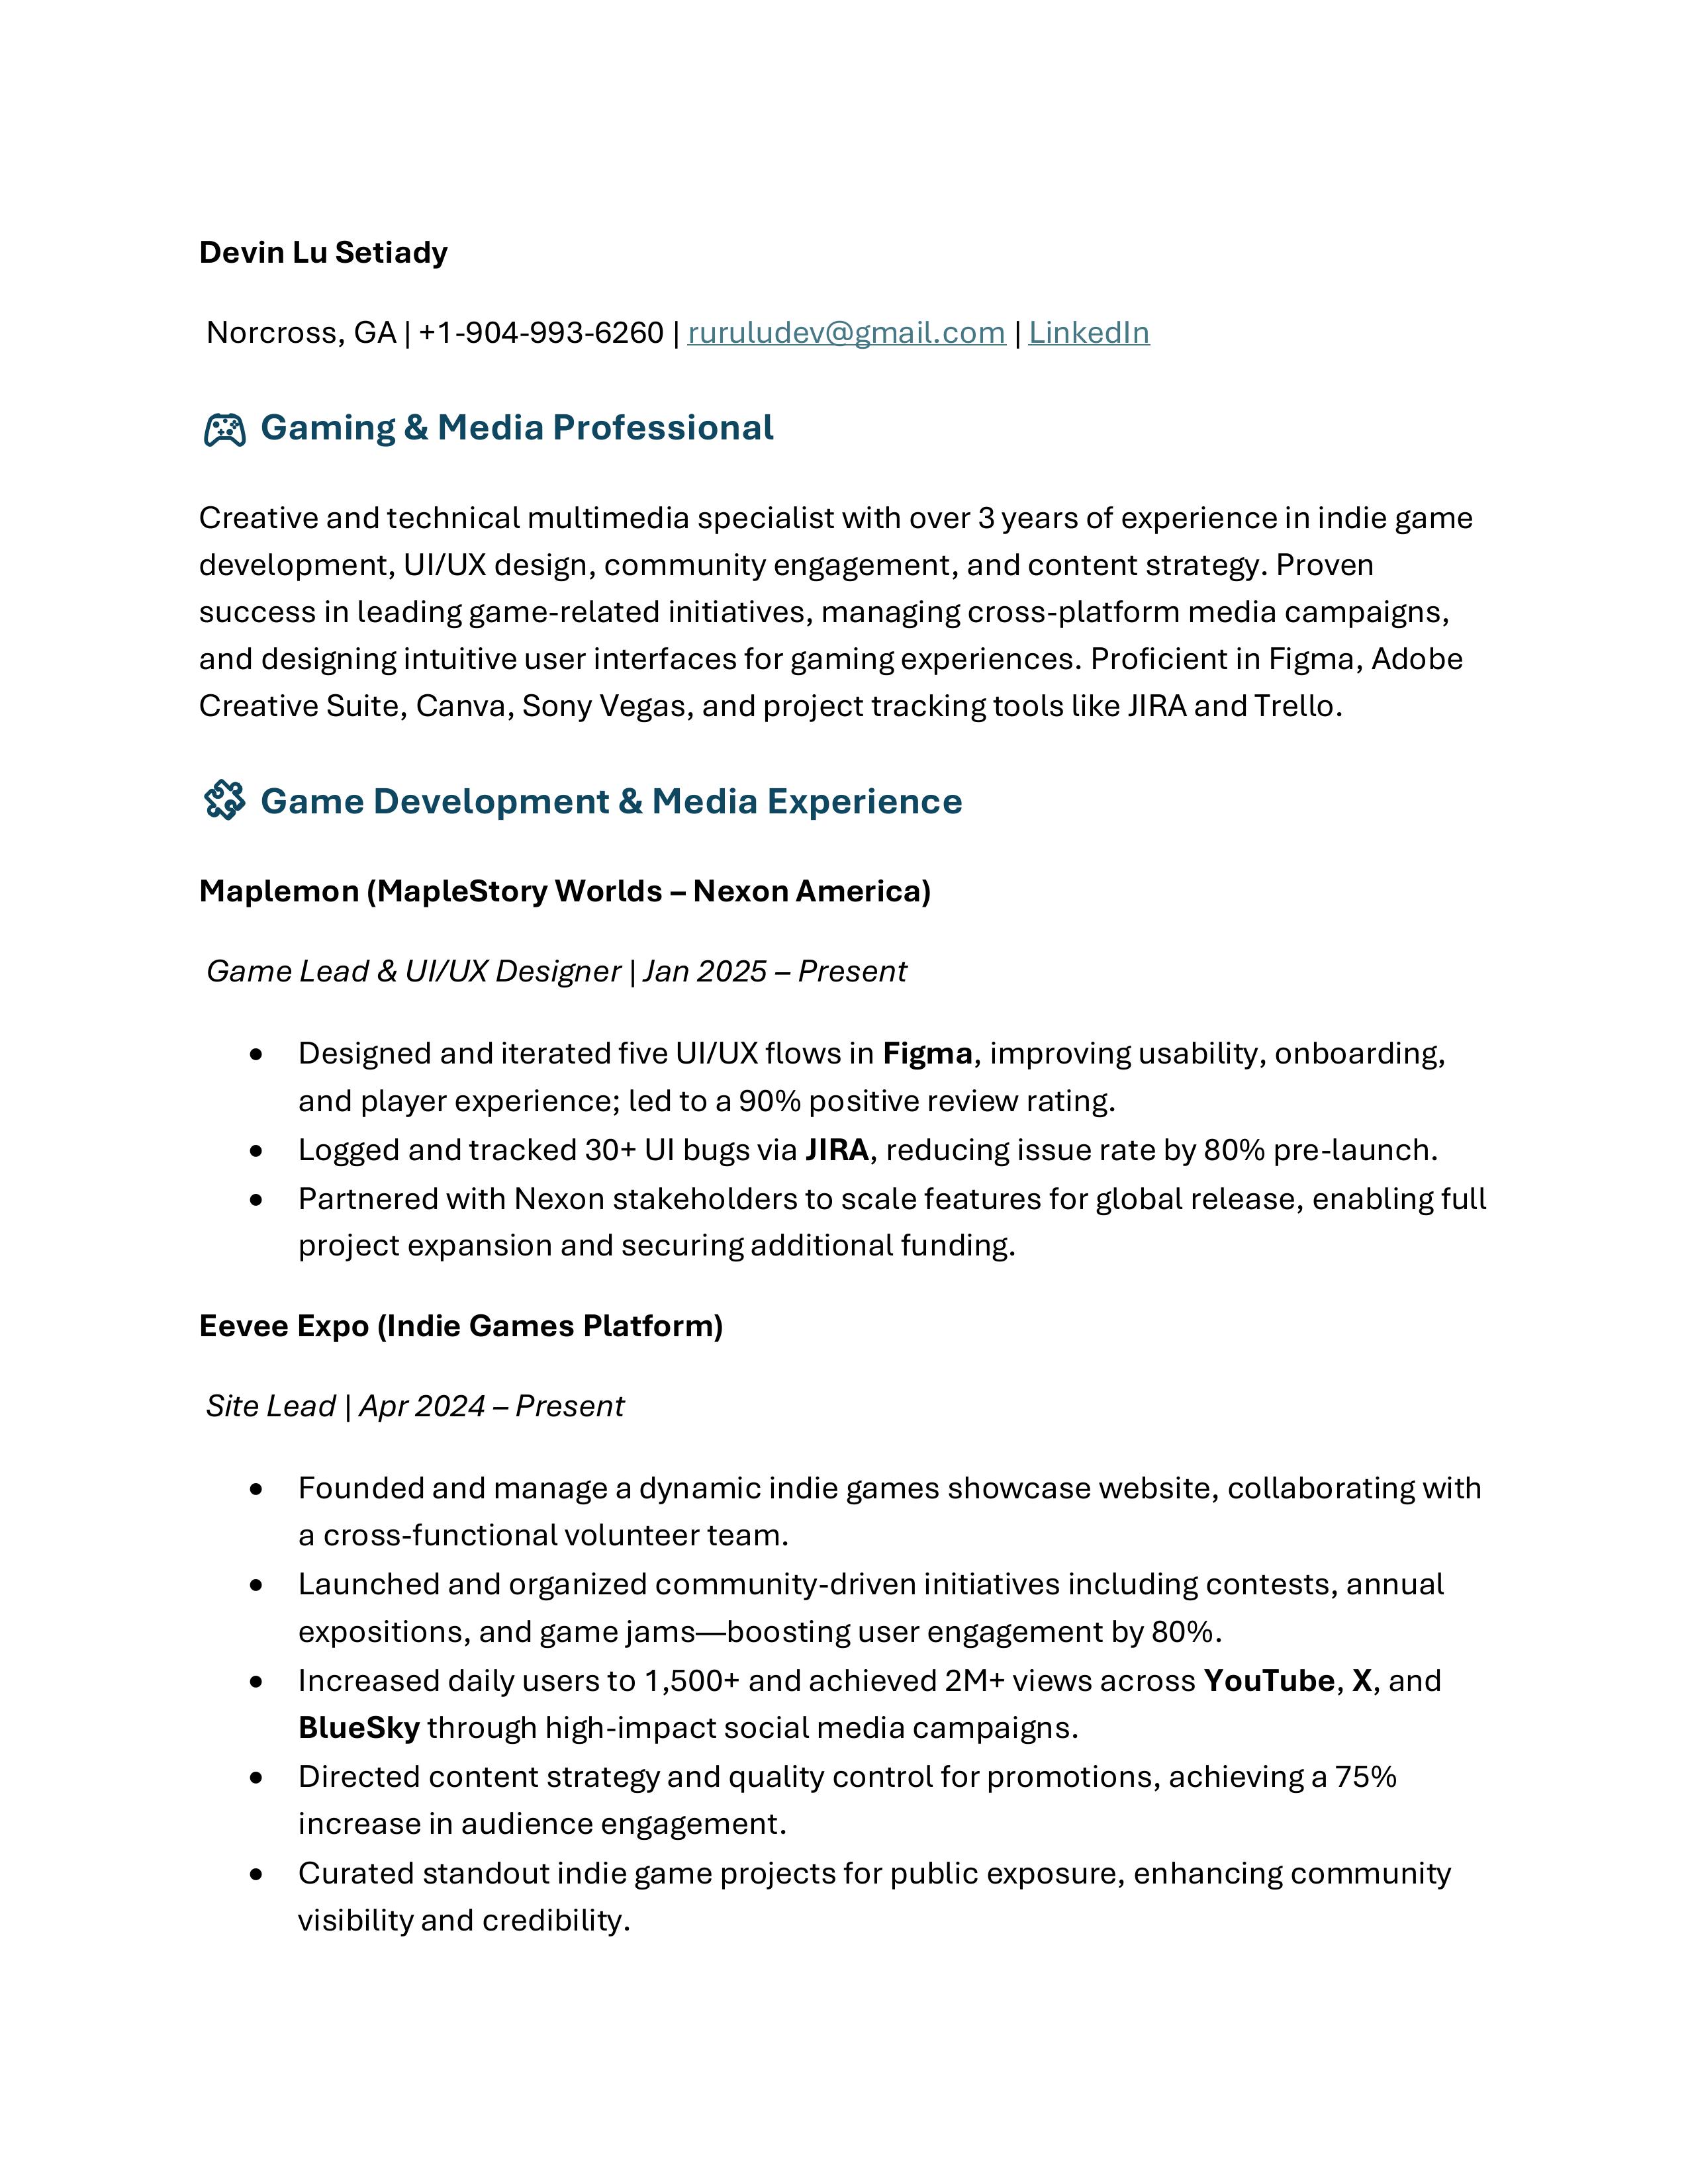 Devin Lu Setiady
Norcross, GA | +1-904-993-6260 | ruruludev@gmail.com | LinkedIn
Gaming & Media Professional
Creative and technical multimedia specialist with over 3 years of experience in indie game
development, UI/UX design, community engagement, and content strategy. Proven
success in leading game-related initiatives, managing cross-platform media campaigns,
and designing intuitive user interfaces for gaming experiences. Proficient in Figma, Adobe
Creative Suite, Canva, Sony Vegas, and project tracking tools like JIRA and Trello.
Game Development & Media Experience
Maplemon (MapleStory Worlds – Nexon America)
Game Lead & UI/UX Designer | Jan 2025 – Present
• Designed and iterated five UI/UX flows in Figma, improving usability, onboarding,
and player experience; led to a 90% positive review rating.
• Logged and tracked 30+ UI bugs via JIRA, reducing issue rate by 80% pre-launch.
• Partnered with Nexon stakeholders to scale features for global release, enabling full
project expansion and securing additional funding.
Eevee Expo (Indie Games Platform)
Site Lead | Apr 2024 – Present
• Founded and manage a dynamic indie games showcase website, collaborating with
a cross-functional volunteer team.
• Launched and organized community-driven initiatives including contests, annual
expositions, and game jams—boosting user engagement by 80%.
• Increased daily users to 1,500+ and achieved 2M+ views across YouTube, X, and
BlueSky through high-impact social media campaigns.
• Directed content strategy and quality control for promotions, achieving a 75%
increase in audience engagement.
• Curated standout indie game projects for public exposure, enhancing community
visibility and credibility.